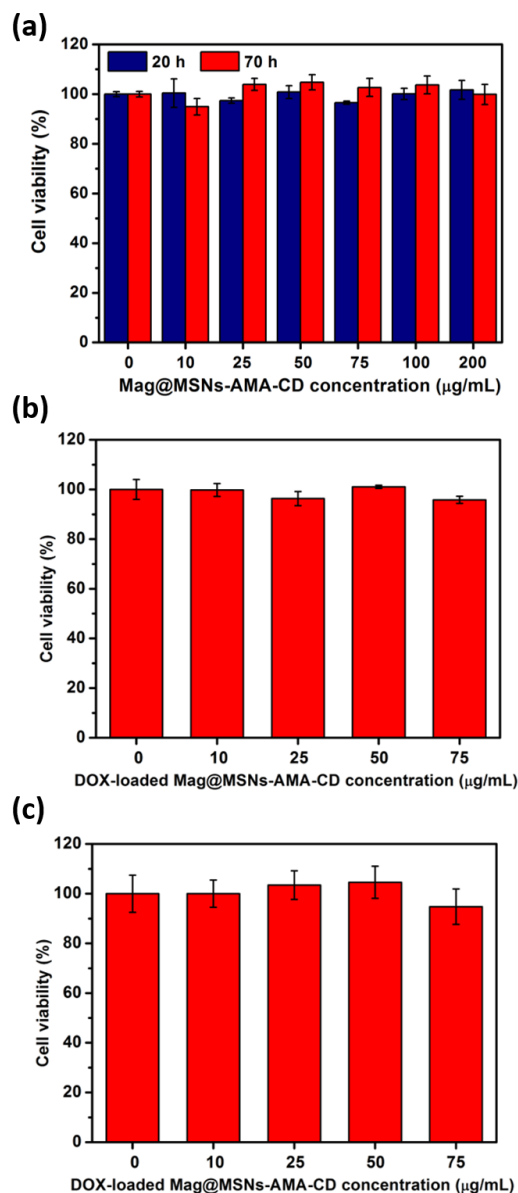 (a)
120
100
80
60
40
20
0
Cell viability (%)
20 h 70 h
0 10 25 50 75 100 200
Mag@MSNs-AMA-CD concentration (μg/mL)
(b)
120
100
80
60
40
20
0
Cell viability (%)
0 10 25 50 75
DOX-loaded Mag@MSNs-AMA-CD concentration (μg/mL)
(c)
120
100
80
60
40
20
0
Cell viability (%)
0 10 25 50 75
DOX-loaded Mag@MSNs-AMA-CD concentration (μg/mL)